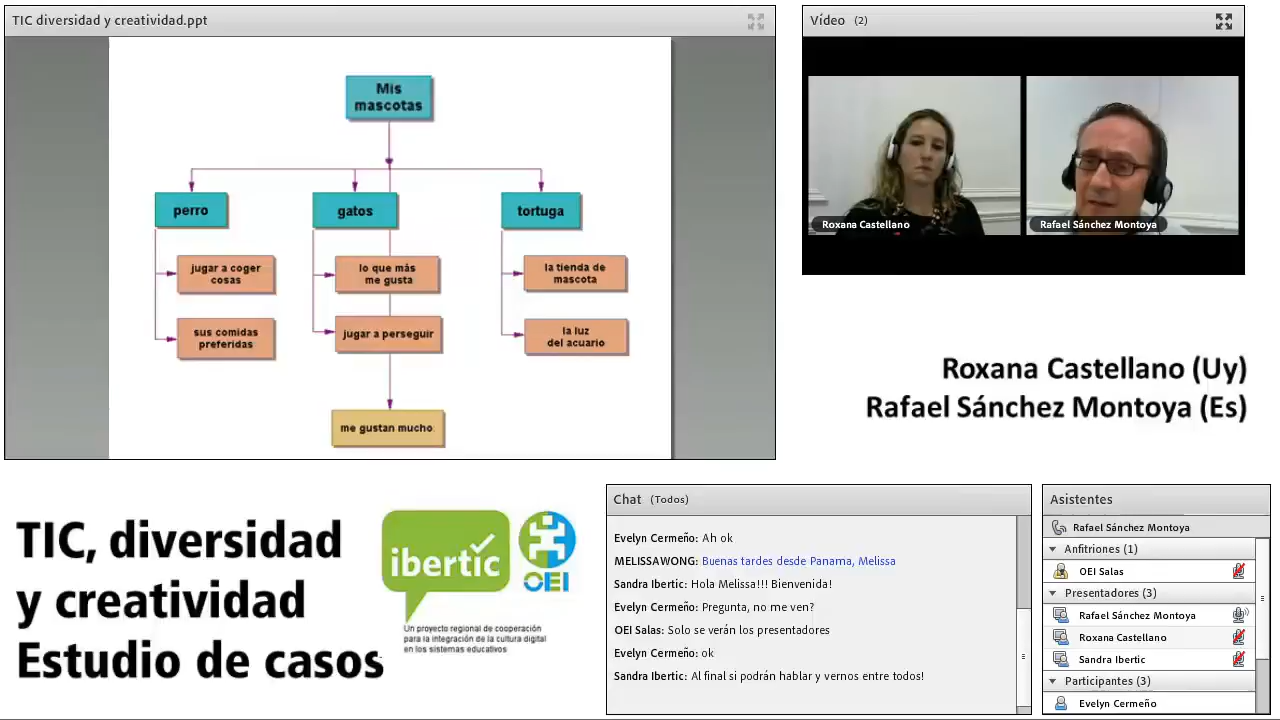 TIC diversidad y creatividad.ppt
Mis
mascotas
perro
gatos
tortuga
jugar a coger
cosas
lo que más
me gusta
la tienda de
mascota
sus comidas
preferidas
jugar a perseguir
la luz
del acuario
me gustan mucho
Vídeo (2)
Roxana Castellano
Rafael Sánchez Montoya
Roxana Castellano (Uy)
Rafael Sánchez Montoya (Es)
TIC, diversidad
y creatividad
Estudio de casos
ibertic
OEI
Un proyecto regional de cooperación
para la integración de la cultura digital
en los sistemas educativos
Chat (Todos)
Evelyn Cermeño: Ah ok
MELISSAWONG: Buenas tardes desde Panama, Melissa
Sandra Ibertic: Hola Melissa!!! Bienvenida!
Evelyn Cermeño: Pregunta, no me ven?
OEI Salas: Solo se verán los presentadores
Evelyn Cermeño: ok
Sandra Ibertic: Al final si podrán hablar y vernos entre todos!
Asistentes
Rafael Sánchez Montoya
Anfitriones (1)
OEI Salas
Presentadores (3)
Rafael Sánchez Montoya
Roxana Castellano
Sandra Ibertic
Participantes (3)
Evelyn Cermeño